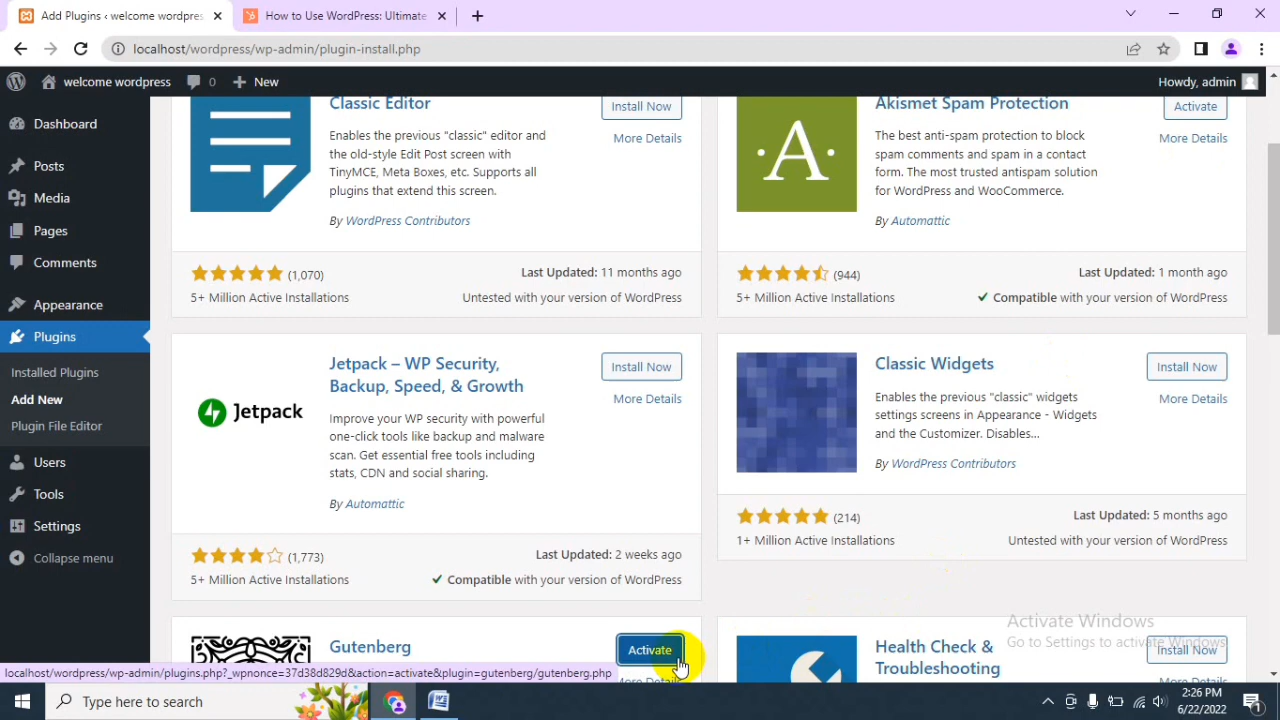 Add Plugins ‹ welcome wordpres
How to Use WordPress: Ultimate
localhost/wordpress/wp-admin/plugin-install.php
welcome wordpress
0
New
Howdy, admin
Dashboard
Posts
Media
Pages
Comments
Appearance
Plugins
Installed Plugins
Add New
Plugin File Editor
Users
Tools
Settings
Collapse menu
Classic Editor
Install Now
More Details
Enables the previous "classic" editor and
the old-style Edit Post screen with
TinyMCE, Meta Boxes, etc. Supports all
plugins that extend this screen.
By WordPress Contributors
(1,070)
Last Updated: 11 months ago
5+ Million Active Installations
Untested with your version of WordPress
A
Akismet Spam Protection
Activate
More Details
The best anti-spam protection to block
spam comments and spam in a contact
form. The most trusted antispam solution
for WordPress and WooCommerce.
By Automattic
(944)
Last Updated: 1 month ago
5+ Million Active Installations
Compatible with your version of WordPress
Jetpack
Jetpack – WP Security,
Backup, Speed, & Growth
Install Now
More Details
Improve your WP security with powerful
one-click tools like backup and malware
scan. Get essential free tools including
stats, CDN and social sharing.
By Automattic
(1,773)
Last Updated: 2 weeks ago
5+ Million Active Installations
Compatible with your version of WordPress
Classic Widgets
Install Now
More Details
Enables the previous "classic" widgets
settings screens in Appearance - Widgets
and the Customizer. Disables...
By WordPress Contributors
(214)
Last Updated: 5 months ago
1+ Million Active Installations
Untested with your version of WordPress
Gutenberg
Activate
More Details
Health Check &
Troubleshooting
Install Now
Activate Windows
Go to Settings to activate Windows.
localhost/wordpress/wp-admin/plugins.php?_wpnonce=37d38d829d&action=activate&plugin=gutenberg/gutenberg.php
Type here to search
2:26 PM
6/22/2022
1